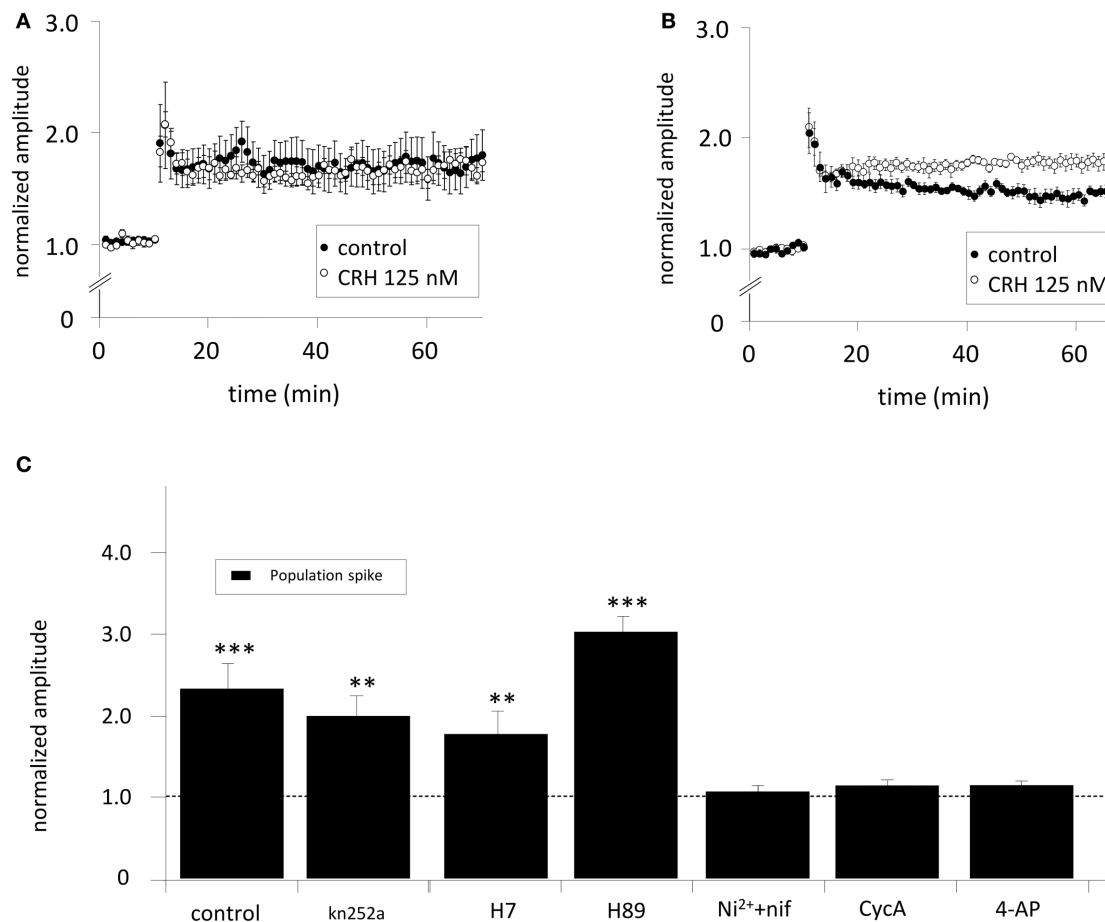 A
3.0
2.0
1.0
0
normalized amplitude
control
CRH 125 nM
0
20
40
60
time (min)
B
3.0
2.0
1.0
0
normalized amplitude
control
CRH 125 nM
0
20
40
60
time (min)
C
4.0
3.0
2.0
1.0
0
normalized amplitude
Population spike
***
**
**
***
control
kn252a
H7
H89
Ni²⁺+nif
CycA
4-AP